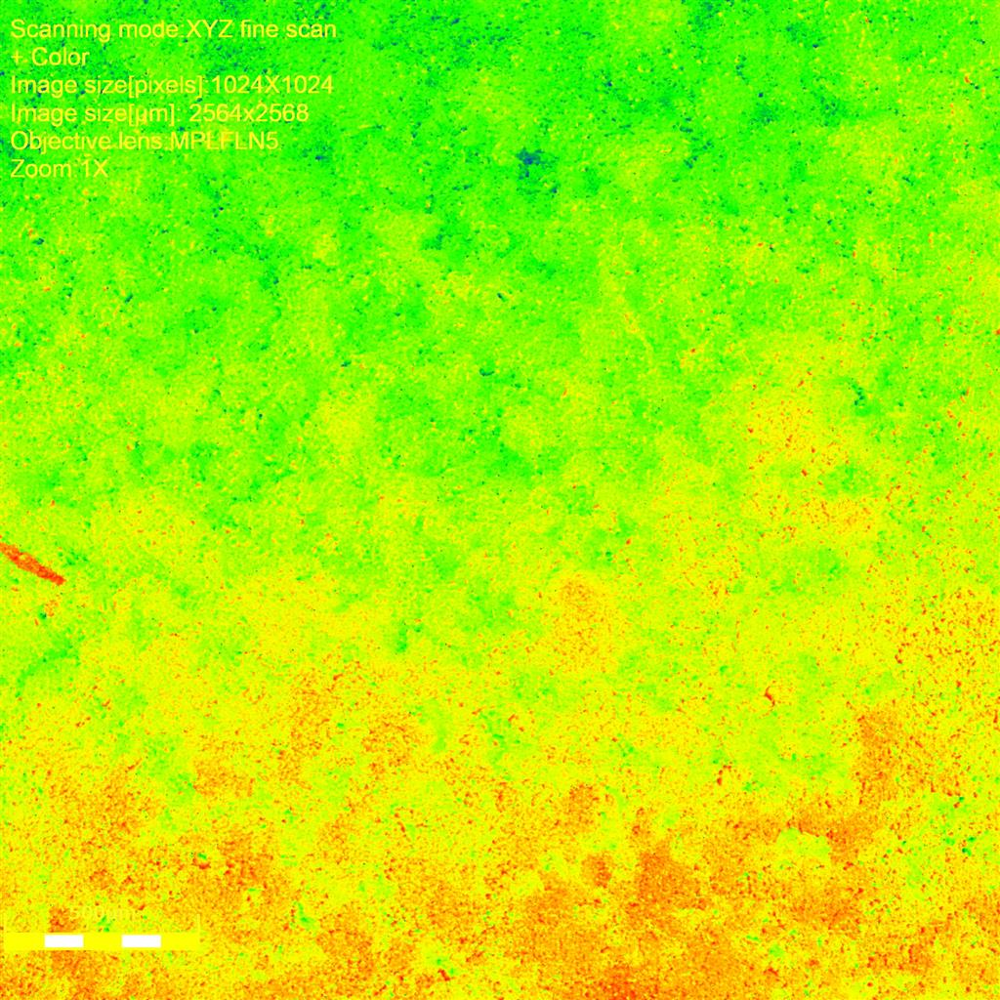 Scanning mode:XYZ fine scan
+ Color
Image size[pixels]:1024X1024
Image size[µm]: 2564x2568
Objective lens:MPLFLN5
Zoom:1X